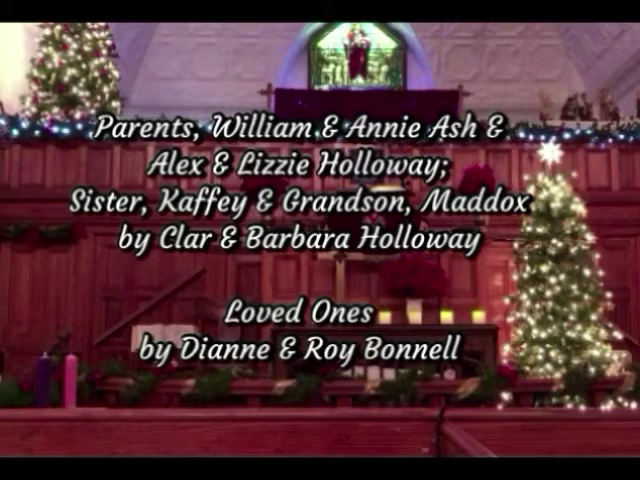 Parents, William & Annie Ash &
Alex & Lizzie Holloway;
Sister, Kaffey & Grandson, Maddox
by Clar & Barbara Holloway
Loved Ones
by Dianne & Roy Bonnell